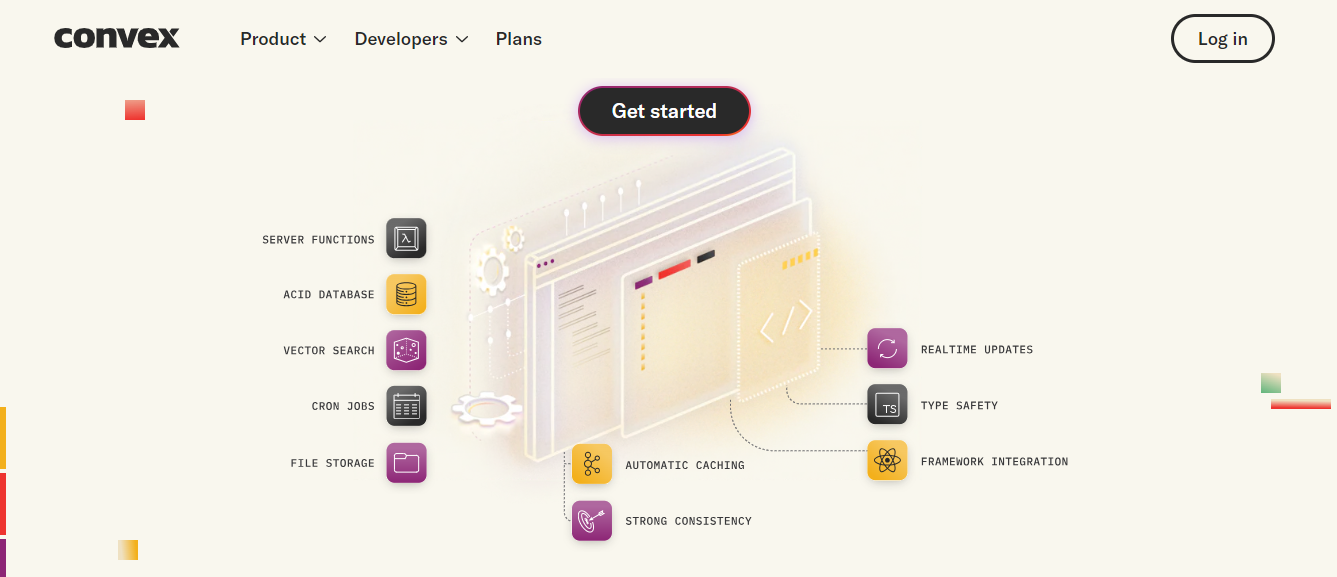 convex
Product
Developers
Plans
Log in
Get started
SERVER FUNCTIONS
ACID DATABASE
VECTOR SEARCH
CRON JOBS
FILE STORAGE
AUTOMATIC CACHING
STRONG CONSISTENCY
REALTIME UPDATES
TS
TYPE SAFETY
FRAMEWORK INTEGRATION
λ
</>